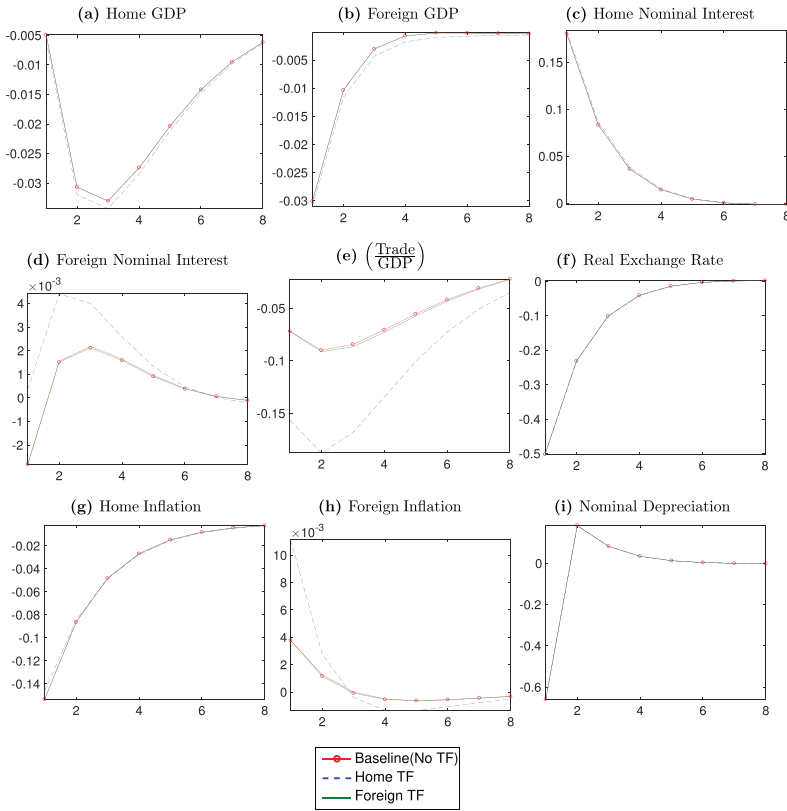 (a) Home GDP
(b) Foreign GDP
(c) Home Nominal Interest
-0.005
-0.01
-0.015
-0.02
-0.025
-0.03
2 4 6 8
-0.005
-0.01
-0.015
-0.02
-0.025
-0.03
2 4 6 8
0.15
0.1
0.05
0
2 4 6 8
(d) Foreign Nominal Interest
(e) (Trade
GDP)
(f) Real Exchange Rate
×10-3
4
3
2
1
0
-1
-2
2 4 6 8
-0.05
-0.1
-0.15
2 4 6 8
0
-0.1
-0.2
-0.3
-0.4
-0.5
2 4 6 8
(g) Home Inflation
(h) Foreign Inflation
(i) Nominal Depreciation
-0.02
-0.04
-0.06
-0.08
-0.1
-0.12
-0.14
2 4 6 8
×10-3
10
8
6
4
2
0
2 4 6 8
0
-0.2
-0.4
-0.6
2 4 6 8
Baseline(No TF)
Home TF
Foreign TF